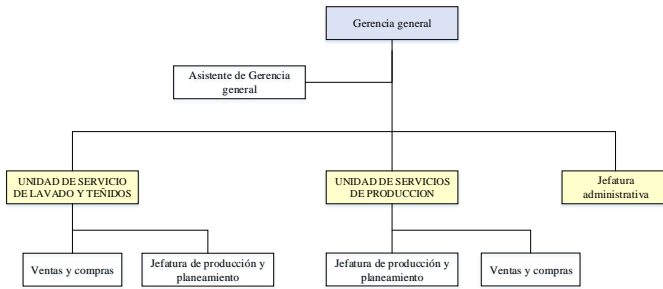 Gerencia general
Asistente de Gerencia
general
UNIDAD DE SERVICIO
DE LAVADO Y TEÑIDOS
UNIDAD DE SERVICIOS
DE PRODUCCION
Jefatura
administrativa
Ventas y compras
Jefatura de producción y
planeamiento
Jefatura de producción y
planeamiento
Ventas y compras